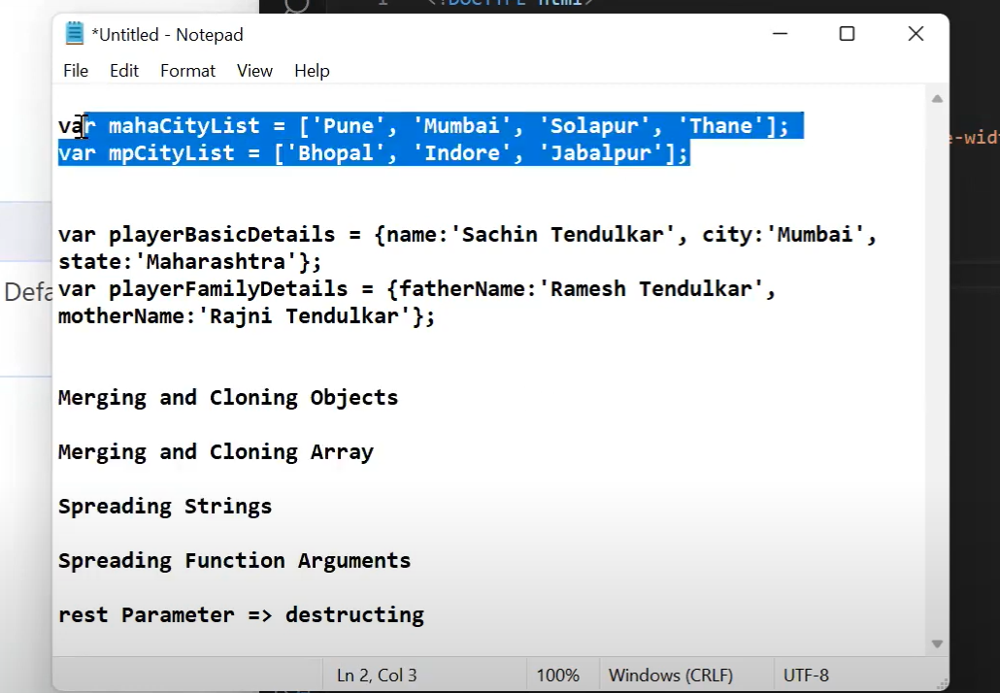 1 <!DOCTYPE html>
*Untitled - Notepad
File Edit Format View Help
var mahaCityList = ['Pune', 'Mumbai', 'Solapur', 'Thane'];
var mpCityList = ['Bhopal', 'Indore', 'Jabalpur'];
var playerBasicDetails = {name:'Sachin Tendulkar', city:'Mumbai',
state:'Maharashtra'};
var playerFamilyDetails = {fatherName:'Ramesh Tendulkar',
motherName:'Rajni Tendulkar'};
Merging and Cloning Objects
Merging and Cloning Array
Spreading Strings
Spreading Function Arguments
rest Parameter => destructing
Ln 2, Col 3 100% Windows (CRLF) UTF-8